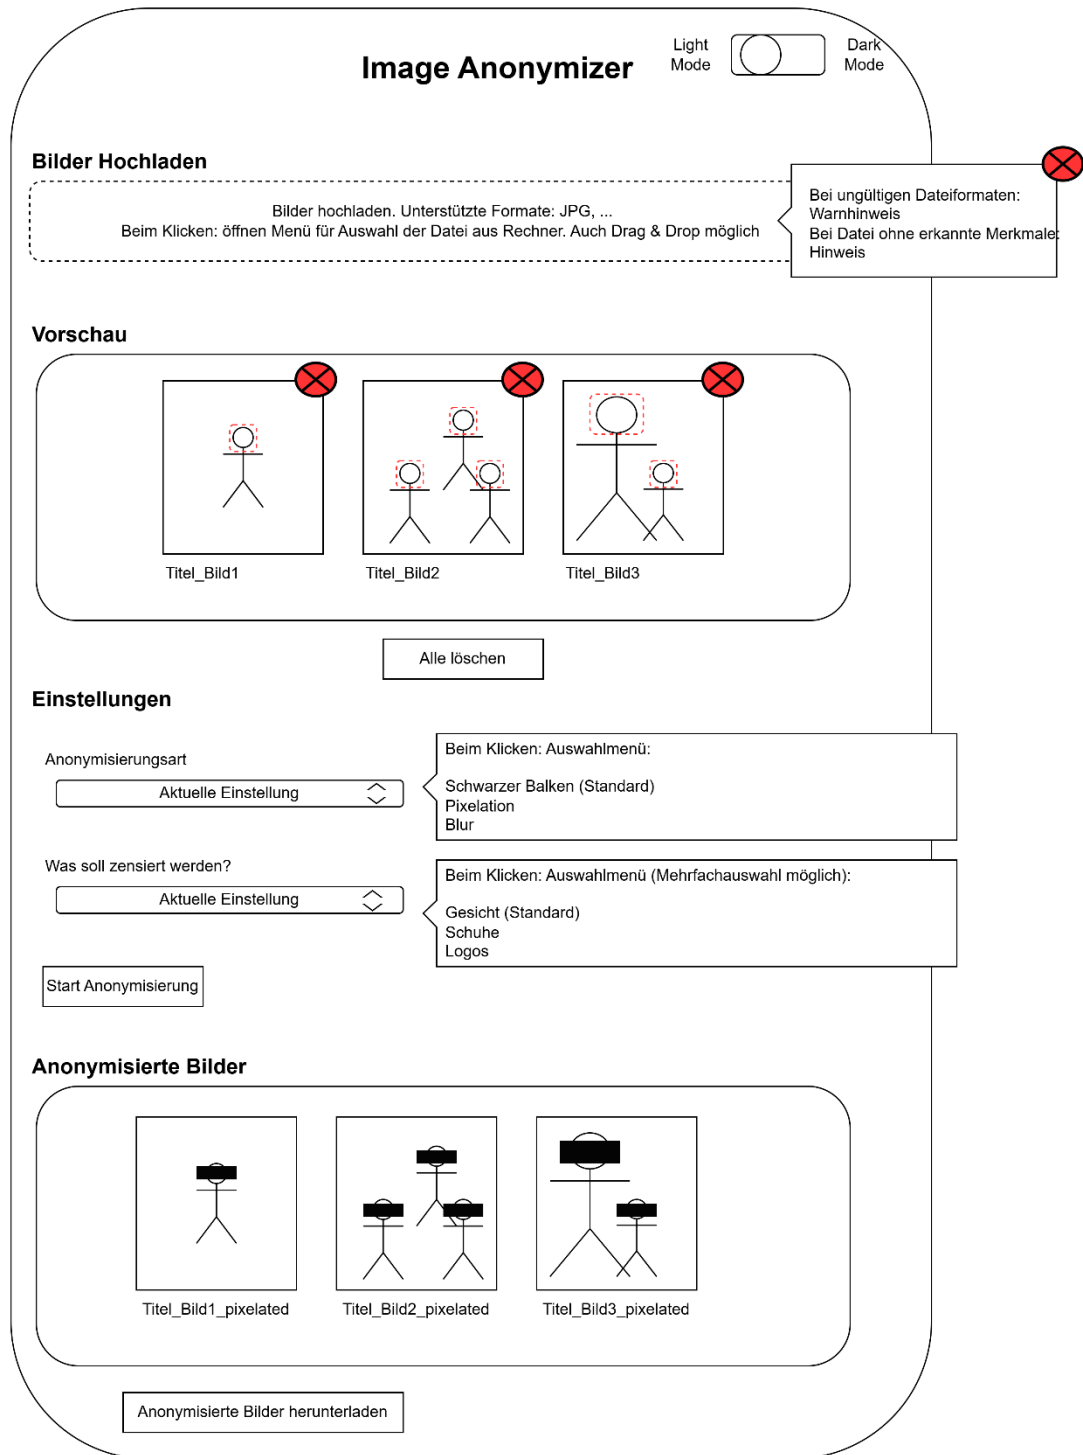 Image Anonymizer
Light
Mode
Dark
Mode
Bilder Hochladen
Bilder hochladen. Unterstützte Formate: JPG, ...
Beim Klicken: öffnen Menü für Auswahl der Datei aus Rechner. Auch Drag & Drop möglich
Bei ungültigen Dateiformaten:
Warnhinweis
Bei Datei ohne erkannte Merkmale:
Hinweis
Vorschau
Titel_Bild1
Titel_Bild2
Titel_Bild3
Alle löschen
Einstellungen
Anonymisierungsart
Aktuelle Einstellung
Beim Klicken: Auswahlmenü:
Schwarzer Balken (Standard)
Pixelation
Blur
Was soll zensiert werden?
Aktuelle Einstellung
Beim Klicken: Auswahlmenü (Mehrfachauswahl möglich):
Gesicht (Standard)
Schuhe
Logos
Start Anonymisierung
Anonymisierte Bilder
Titel_Bild1_pixelated
Titel_Bild2_pixelated
Titel_Bild3_pixelated
Anonymisierte Bilder herunterladen